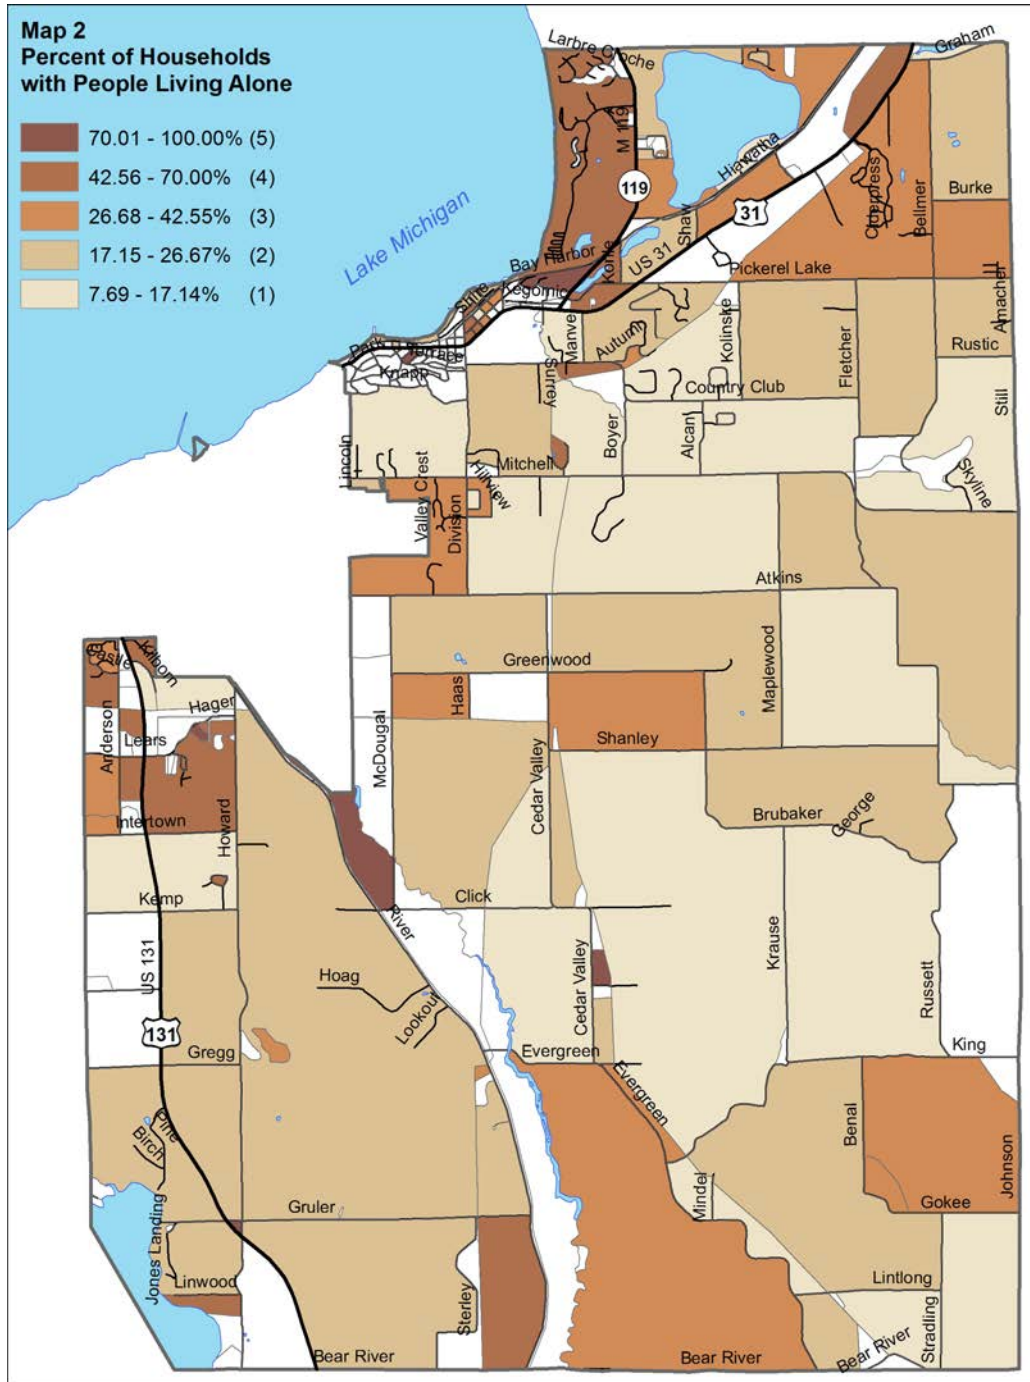 Map 2
Percent of Households
with People Living Alone
70.01 - 100.00% (5)
42.56 - 70.00% (4)
26.68 - 42.55% (3)
17.15 - 26.67% (2)
7.69 - 17.14% (1)
Lake Michigan
Larbre Croche
Graham
M 119
119
Hiawatha
31
Burke
Bellmer
Shaw
US 31
Bay Harbor
Pickerel Lake
Kegomic
Shire
Amacher
Rustic
Manvel
Autumn
Kolinske
Fletcher
Park
Terrace
Knapp
Surrey
Country Club
Still
Boyer
Alcan
Lincoln
Mitchell
Hillview
Valley Crest
Division
Skyline
Atkins
Castle
Kilborn
Greenwood
Maplewood
Hager
Haas
Anderson
Lears
McDougal
Shanley
Cedar Valley
Intertown
Howard
Brubaker
George
Kemp
Click
River
Krause
Russett
US 131
131
Hoag
Lookout
Cedar Valley
Gregg
Evergreen
King
Evergreen
Pine
Birch
Benal
Johnson
Gokee
Mindel
Gruler
Jones Landing
Linwood
Sterley
Lintlong
Stradling
Bear River
Bear River
Bear River